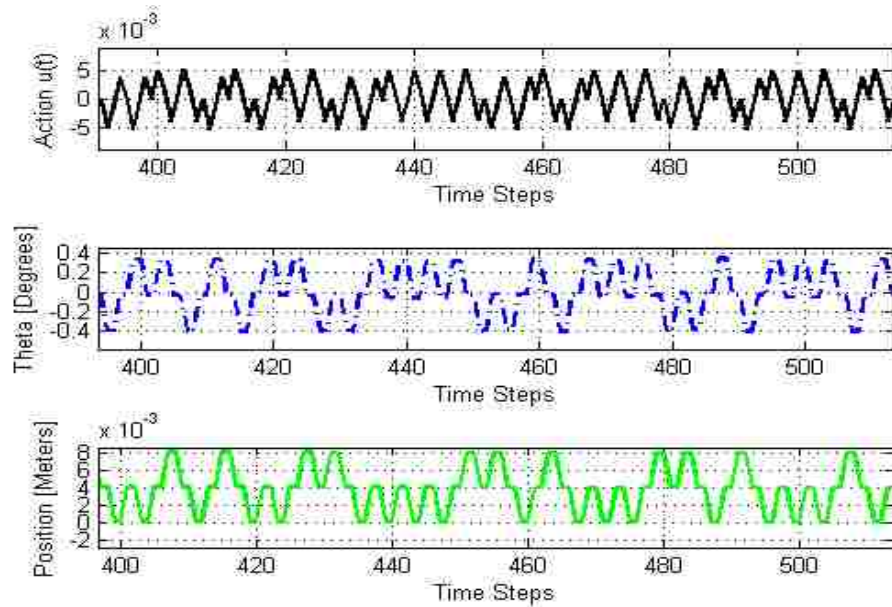 x 10⁻³
Action u(t)
5
0
-5
400 420 440 460 480 500
Time Steps
Theta [Degrees]
0.4
0.2
0
-0.2
-0.4
400 420 440 460 480 500
Time Steps
x 10⁻³
Position [Meters]
8
6
4
2
0
-2
400 420 440 460 480 500
Time Steps